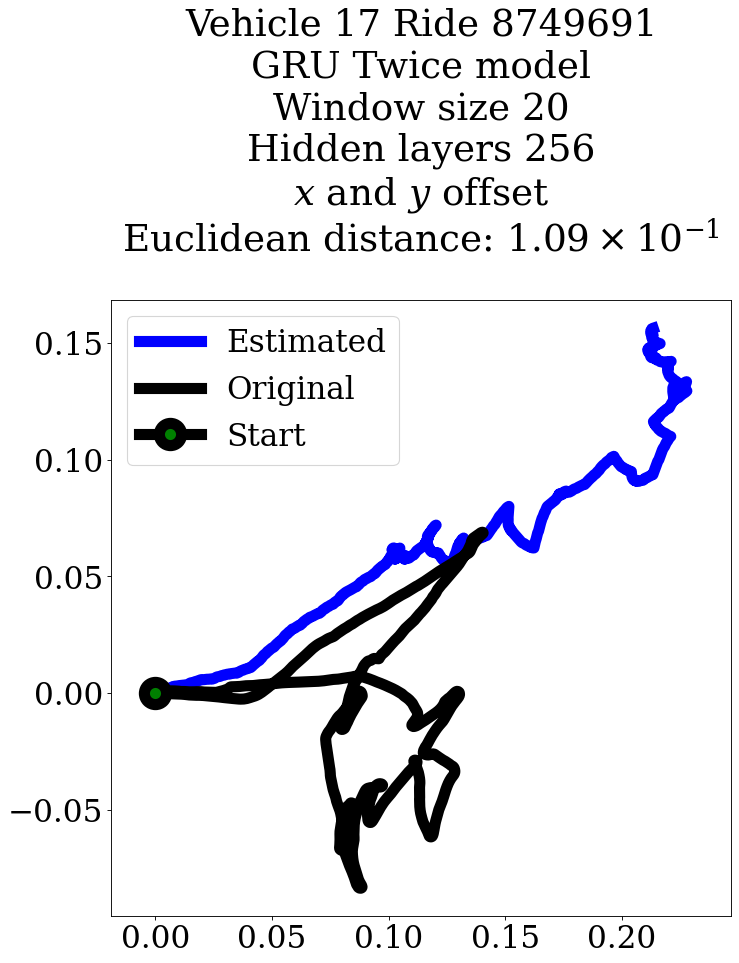 Vehicle 17 Ride 8749691
GRU Twice model
Window size 20
Hidden layers 256
x and y offset
Euclidean distance: 1.09 × 10⁻¹
Estimated
Original
Start
0.15
0.10
0.05
0.00
−0.05
0.00 0.05 0.10 0.15 0.20